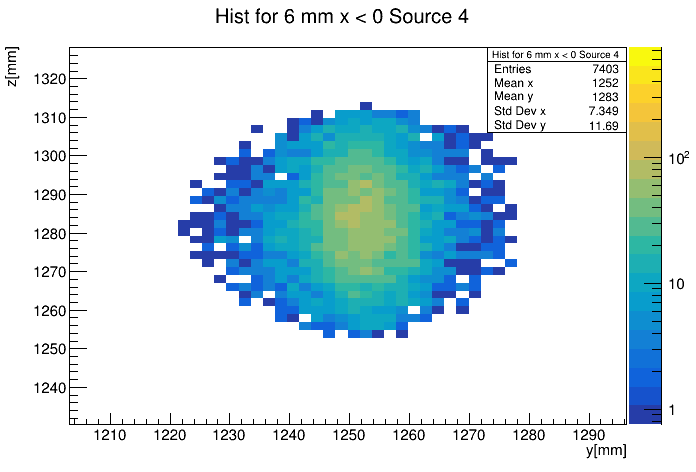 Hist for 6 mm x < 0 Source 4
z[mm]
Hist for 6 mm x < 0 Source 4
Entries 7403
Mean x 1252
Mean y 1283
Std Dev x 7.349
Std Dev y 11.69
1320
1310
1300
1290
1280
1270
1260
1250
1240
10²
10
1
1210 1220 1230 1240 1250 1260 1270 1280 1290
y[mm]